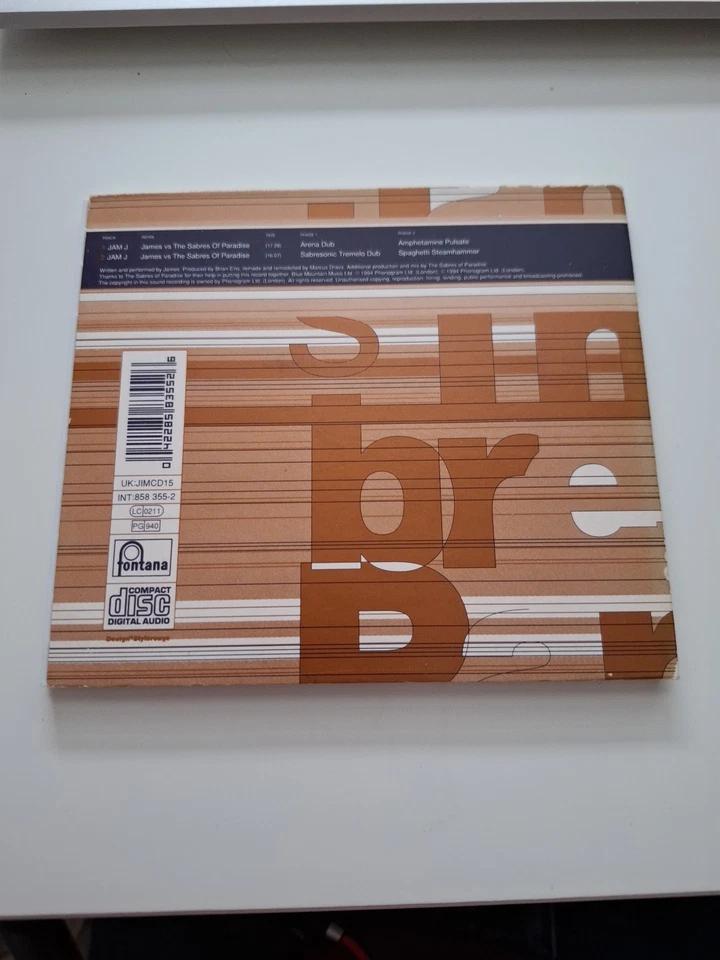 TRACK REMIX TIME PHASE 1 PHASE 2
1 JAM J James vs The Sabres Of Paradise (17.29) Arena Dub Amphetamine Pulsate
2 JAM J James vs The Sabres Of Paradise (16.07) Sabresonic Tremelo Dub Spaghetti Steamhammer
Written and performed by James. Produced by Brian Eno, remade and remodelled by Marcus Dravs. Additional production and mix by The Sabres of Paradise
Thanks to The Sabres of Paradise for their help in putting this record together. Blue Mountain Music Ltd. ℗ 1994 Phonogram Ltd. (London). © 1994 Phonogram Ltd. (London).
The copyright in this sound recording is owned by Phonogram Ltd. (London). All rights reserved. Unauthorised copying, reproduction, hiring, lending, public performance and broadcasting prohibited.
UK:JIMCD15
INT:858 355-2
LC 0211
PG 940
fontana
COMPACT
disc
DIGITAL AUDIO
Design*Stylorouge
bre